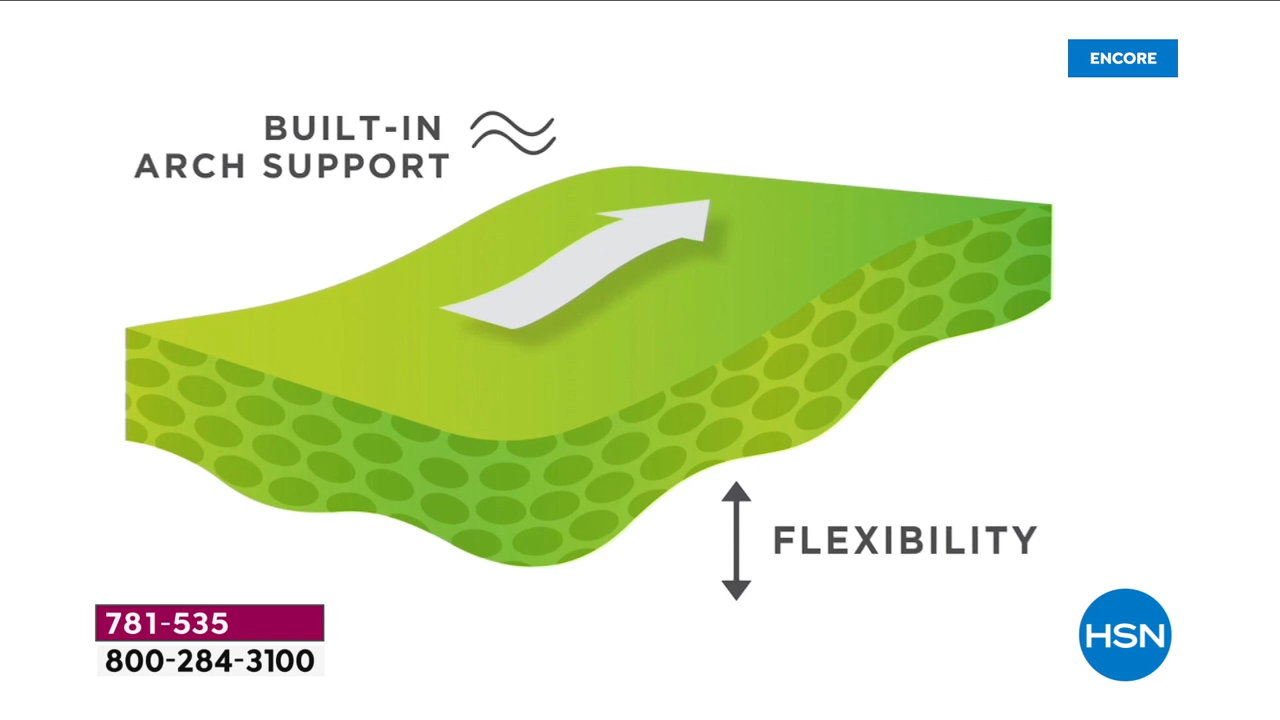 ENCORE
BUILT-IN
ARCH SUPPORT
FLEXIBILITY
781-535
800-284-3100
HSN